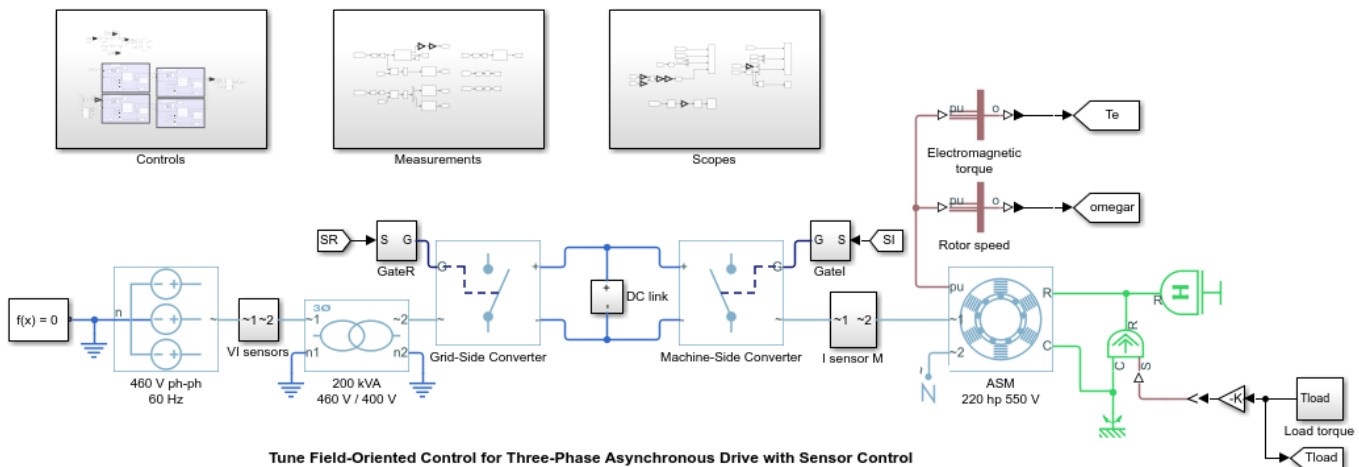 Controls
Measurements
Scopes
pu
o
Te
Electromagnetic
torque
pu
o
omegar
Rotor speed
SR
S G
GateR
G S
GateI
SI
f(x) = 0
n
~
460 V ph-ph
60 Hz
~1 ~2
VI sensors
3Ø
~1
~2
n1
n2
200 kVA
460 V / 400 V
G
~
+
-
Grid-Side Converter
+
-
DC link
+
-
G
~
Machine-Side Converter
~1 ~2
I sensor M
pu
~1
~2
R
C
~
N
ASM
220 hp 550 V
R
R
C
S
-K
Tload
Load torque
Tload
Tune Field-Oriented Control for Three-Phase Asynchronous Drive with Sensor Control